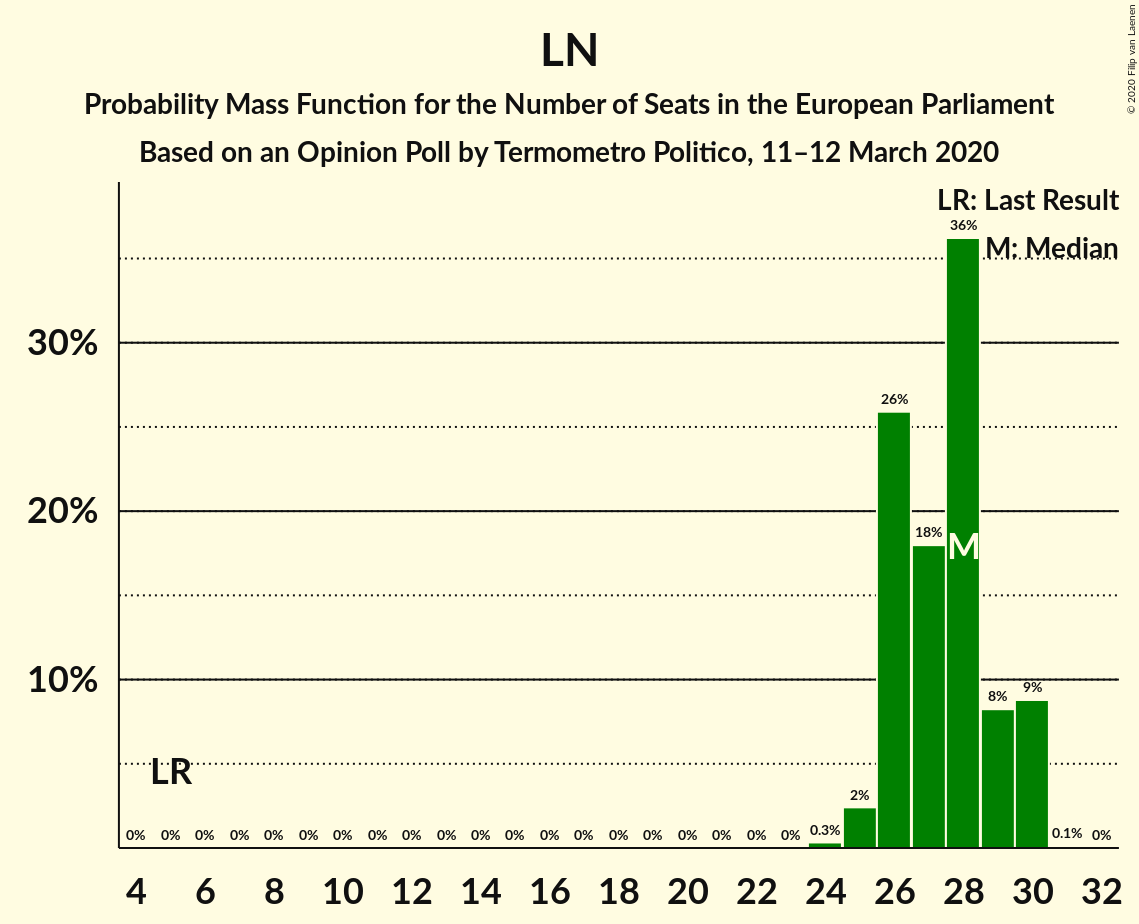 © 2020 Filip van Laenen
LN
Probability Mass Function for the Number of Seats in the European Parliament
Based on an Opinion Poll by Termometro Politico, 11–12 March 2020
LR: Last Result
M: Median
36%
30%
26%
20%
18%
M
10%
9%
8%
LR
2%
0% 0% 0% 0% 0% 0% 0% 0% 0% 0% 0% 0% 0% 0% 0% 0% 0% 0% 0% 0% 0.3% 0.1% 0%
4 6 8 10 12 14 16 18 20 22 24 26 28 30 32